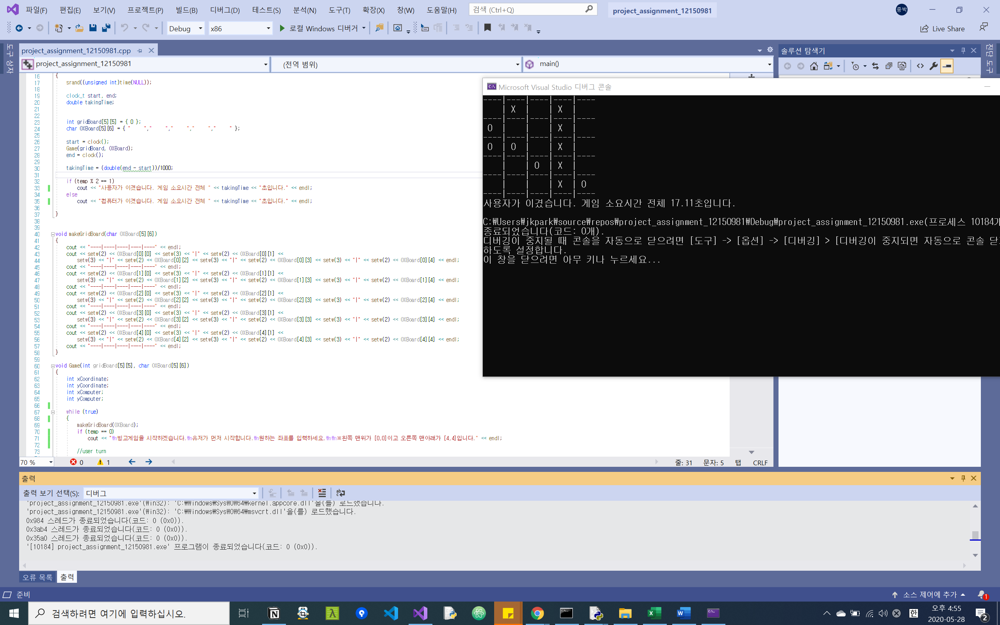 파일(F) 편집(E) 보기(V) 프로젝트(P) 빌드(B) 디버그(D) 테스트(S) 분석(N) 도구(T) 확장(X) 창(W) 도움말(H) 검색 (Ctrl+Q) project_assignment_12150981 중박
Debug x86 로컬 Windows 디버거 Live Share
도구 상자
project_assignment_12150981.cpp
project_assignment_12150981 (전역 범위) main()
16 {
17 srand((unsigned int)time(NULL));
18
19 clock_t start, end;
20 double takingTime;
21
22
23 int gridBoard[5][5] = { 0 };
24 char OXBoard[5][6] = { "     ","     ","     ","     ","     " };
25
26 start = clock();
27 Game(gridBoard, OXBoard);
28 end = clock();
29
30 takingTime = (double(end - start))/1000;
31
32 if (temp % 2 == 1)
33 cout << "사용자가 이겼습니다. 게임 소요시간 전체 " << takingTime << "초입니다." << endl;
34 else
35 cout << "컴퓨터가 이겼습니다. 게임 소요시간 전체 " << takingTime << "초입니다." << endl;
36
37 }
38
39
40 void makeGridBoard(char OXBoard[5][6])
41 {
42 cout << "----|----|----|----|----" << endl;
43 cout << setw(2) << OXBoard[0][0] << setw(3) << "|" << setw(2) << OXBoard[0][1] <<
44 setw(3) << "|" << setw(2) << OXBoard[0][2] << setw(3) << "|" << setw(2) << OXBoard[0][3] << setw(3) << "|" << setw(2) << OXBoard[0][4] << endl;
45 cout << "----|----|----|----|----" << endl;
46 cout << setw(2) << OXBoard[1][0] << setw(3) << "|" << setw(2) << OXBoard[1][1] <<
47 setw(3) << "|" << setw(2) << OXBoard[1][2] << setw(3) << "|" << setw(2) << OXBoard[1][3] << setw(3) << "|" << setw(2) << OXBoard[1][4] << endl;
48 cout << "----|----|----|----|----" << endl;
49 cout << setw(2) << OXBoard[2][0] << setw(3) << "|" << setw(2) << OXBoard[2][1] <<
50 setw(3) << "|" << setw(2) << OXBoard[2][2] << setw(3) << "|" << setw(2) << OXBoard[2][3] << setw(3) << "|" << setw(2) << OXBoard[2][4] << endl;
51 cout << "----|----|----|----|----" << endl;
52 cout << setw(2) << OXBoard[3][0] << setw(3) << "|" << setw(2) << OXBoard[3][1] <<
53 setw(3) << "|" << setw(2) << OXBoard[3][2] << setw(3) << "|" << setw(2) << OXBoard[3][3] << setw(3) << "|" << setw(2) << OXBoard[3][4] << endl;
54 cout << "----|----|----|----|----" << endl;
55 cout << setw(2) << OXBoard[4][0] << setw(3) << "|" << setw(2) << OXBoard[4][1] <<
56 setw(3) << "|" << setw(2) << OXBoard[4][2] << setw(3) << "|" << setw(2) << OXBoard[4][3] << setw(3) << "|" << setw(2) << OXBoard[4][4] << endl;
57 cout << "----|----|----|----|----" << endl;
58 }
59
60 void Game(int gridBoard[5][5], char OXBoard[5][6])
61 {
62 int xCoordinate;
63 int yCoordinate;
64 int xComputer;
65 int yComputer;
66
67 while (true)
68 {
69 makeGridBoard(OXBoard);
70 if (temp == 0)
71 cout << "₩n빙고게임을 시작하겠습니다.₩n유저가 먼저 시작합니다.₩n원하는 좌표를 입력하세요.₩n₩n※왼쪽 맨위가 [0,0]이고 오른쪽 맨아래가 [4,4]입니다." << endl;
72
73 //user turn
70 % 0 1 줄: 31 문자: 5 탭 CRLF
솔루션 탐색기
진단 도구
Microsoft Visual Studio 디버그 콘솔
----|----|----|----|----
    | X |    | X |
----|----|----|----|----
O |    |    | X |
----|----|----|----|----
O | O |    | X |
----|----|----|----|----
    |    | O | X |
----|----|----|----|----
    |    |    | X | O
----|----|----|----|----
사용자가 이겼습니다. 게임 소요시간 전체 17.11초입니다.
C:₩Users₩jkpark₩source₩repos₩project_assignment_12150981₩Debug₩project_assignment_12150981.exe(프로세스 10184개
종료되었습니다(코드: 0개).
디버깅이 중지될 때 콘솔을 자동으로 닫으려면 [도구] -> [옵션] -> [디버깅] > [디버깅이 중지되면 자동으로 콘솔 닫
하도록 설정합니다.
이 창을 닫으려면 아무 키나 누르세요...
출력
출력 보기 선택(S): 디버그
'project_assignment_12150981.exe'(Win32): 'C:₩Windows₩SysWOW64₩kernel.appcore.dll'을(를) 로드했습니다.
'project_assignment_12150981.exe'(Win32): 'C:₩Windows₩SysWOW64₩msvcrt.dll'을(를) 로드했습니다.
0x984 스레드가 종료되었습니다(코드: 0 (0x0)).
0x3ab4 스레드가 종료되었습니다(코드: 0 (0x0)).
0x35a0 스레드가 종료되었습니다(코드: 0 (0x0)).
'[10184] project_assignment_12150981.exe' 프로그램이 종료되었습니다(코드: 0 (0x0)).
오류 목록 출력
준비 소스 제어에 추가 1
검색하려면 여기에 입력하십시오. 한 오후 4:55
2020-05-28 2